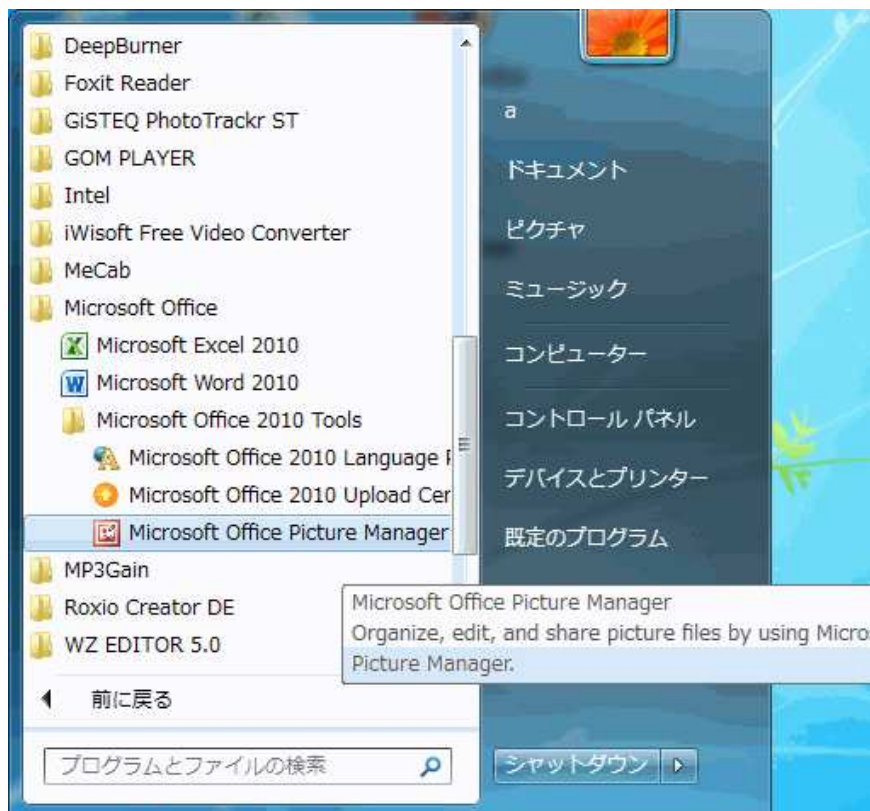 DeepBurner
Foxit Reader
GiSTEQ PhotoTrackr ST
GOM PLAYER
Intel
iWisoft Free Video Converter
MeCab
Microsoft Office
Microsoft Excel 2010
Microsoft Word 2010
Microsoft Office 2010 Tools
Microsoft Office 2010 Language
Microsoft Office 2010 Upload Cer
Microsoft Office Picture Manager
MP3Gain
Roxio Creator DE
WZ EDITOR 5.0
前に戻る
プログラムとファイルの検索
a
ドキュメント
ピクチャ
ミュージック
コンピューター
コントロール パネル
デバイスとプリンター
既定のプログラム
Microsoft Office Picture Manager
Organize, edit, and share picture files by using Micro
Picture Manager.
シャットダウン